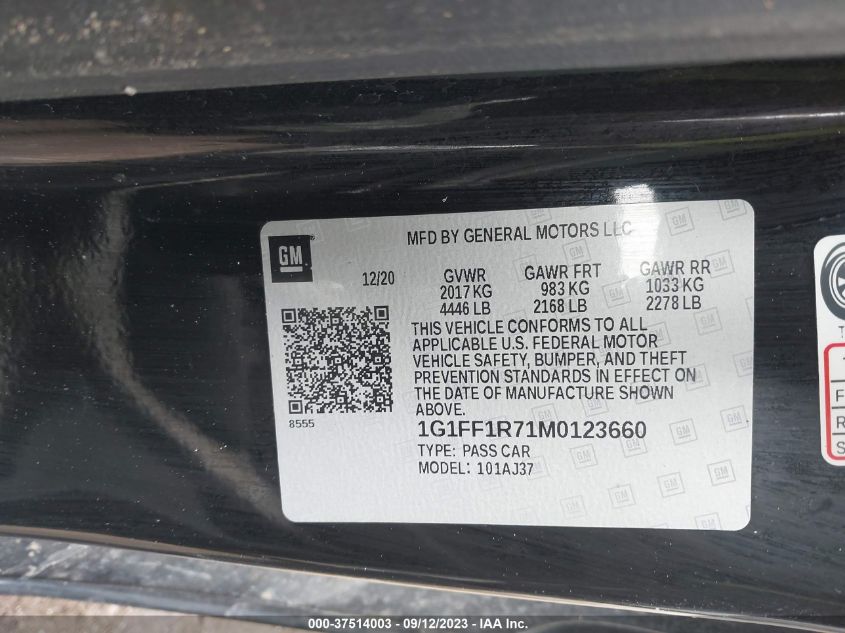 GM
MFD BY GENERAL MOTORS LLC
12/20 GVWR GAWR FRT GAWR RR
2017 KG 983 KG 1033 KG
4446 LB 2168 LB 2278 LB
THIS VEHICLE CONFORMS TO ALL
APPLICABLE U.S. FEDERAL MOTOR
VEHICLE SAFETY, BUMPER, AND THEFT
PREVENTION STANDARDS IN EFFECT ON
THE DATE OF MANUFACTURE SHOWN
ABOVE.
8555
1G1FF1R71M0123660
TYPE: PASS CAR
MODEL: 101AJ37
T
F
R
S
000-37514003 - 09/12/2023 - IAA Inc.